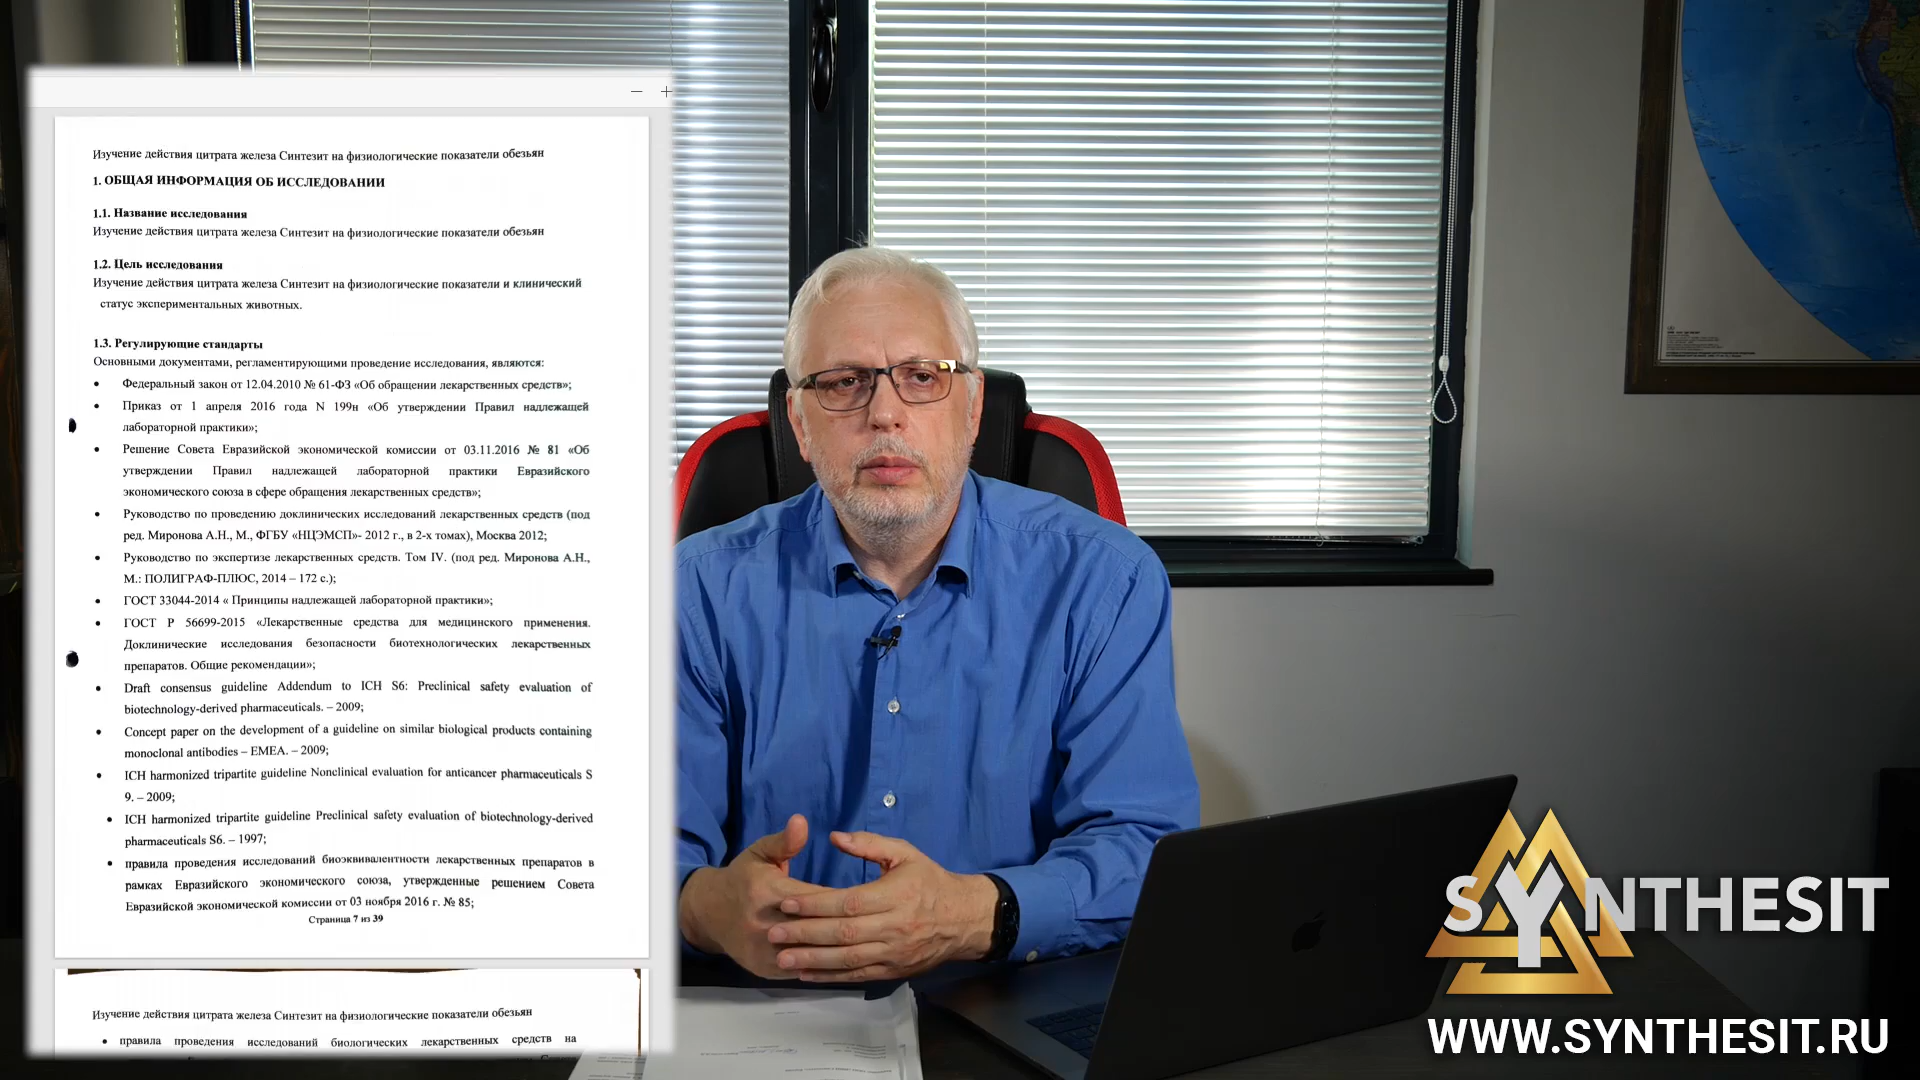 Изучение действия цитрата железа Синтезит на физиологические показатели обезьян
1. ОБЩАЯ ИНФОРМАЦИЯ ОБ ИССЛЕДОВАНИИ
1.1. Название исследования
Изучение действия цитрата железа Синтезит на физиологические показатели обезьян
1.2. Цель исследования
Изучение действия цитрата железа Синтезит на физиологические показатели и клинический
статус экспериментальных животных.
1.3. Регулирующие стандарты
Основными документами, регламентирующими проведение исследования, являются:
• Федеральный закон от 12.04.2010 № 61-ФЗ «Об обращении лекарственных средств»;
• Приказ от 1 апреля 2016 года N 199н «Об утверждении Правил надлежащей
лабораторной практики»;
• Решение Совета Евразийской экономической комиссии от 03.11.2016 № 81 «Об
утверждении Правил надлежащей лабораторной практики Евразийского
экономического союза в сфере обращения лекарственных средств»;
• Руководство по проведению доклинических исследований лекарственных средств (под
ред. Миронова А.Н., М., ФГБУ «НЦЭМСП»- 2012 г., в 2-х томах), Москва 2012;
• Руководство по экспертизе лекарственных средств. Том IV. (под ред. Миронова А.Н.,
М.: ПОЛИГРАФ-ПЛЮС, 2014 – 172 с.);
• ГОСТ 33044-2014 « Принципы надлежащей лабораторной практики»;
• ГОСТ Р 56699-2015 «Лекарственные средства для медицинского применения.
Доклинические исследования безопасности биотехнологических лекарственных
препаратов. Общие рекомендации»;
• Draft consensus guideline Addendum to ICH S6: Preclinical safety evaluation of
biotechnology-derived pharmaceuticals. – 2009;
• Concept paper on the development of a guideline on similar biological products containing
monoclonal antibodies – EMEA. – 2009;
• ICH harmonized tripartite guideline Nonclinical evaluation for anticancer pharmaceuticals S
9. – 2009;
• ICH harmonized tripartite guideline Preclinical safety evaluation of biotechnology-derived
pharmaceuticals S6. – 1997;
• правила проведения исследований биоэквивалентности лекарственных препаратов в
рамках Евразийского экономического союза, утвержденные решением Совета
Евразийской экономической комиссии от 03 ноября 2016 г. № 85;
Страница 7 из 39
Изучение действия цитрата железа Синтезит на физиологические показатели обезьян
• правила проведения исследований биологических лекарственных средств на
SYNTHESIT
WWW.SYNTHESIT.RU